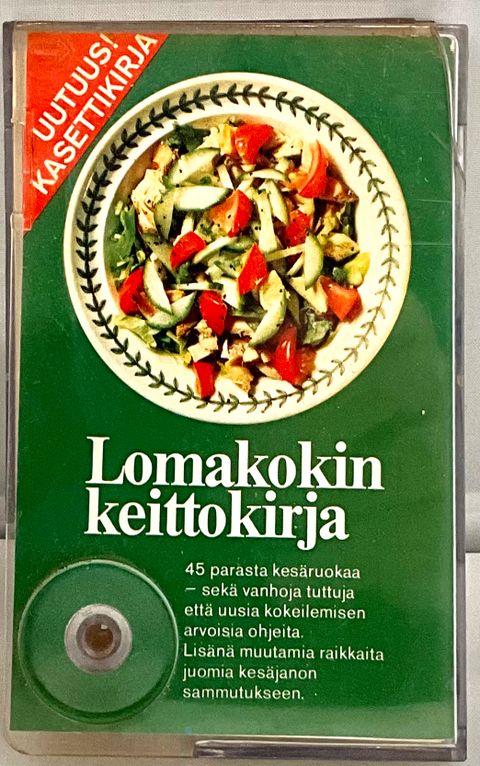 UUTUUS!
KASETTIKIRJA
Lomakokin
keittokirja
45 parasta kesäruokaa
– sekä vanhoja tuttuja
että uusia kokeilemisen
arvoisia ohjeita.
Lisänä muutamia raikkaita
juomia kesäjanon
sammutukseen.